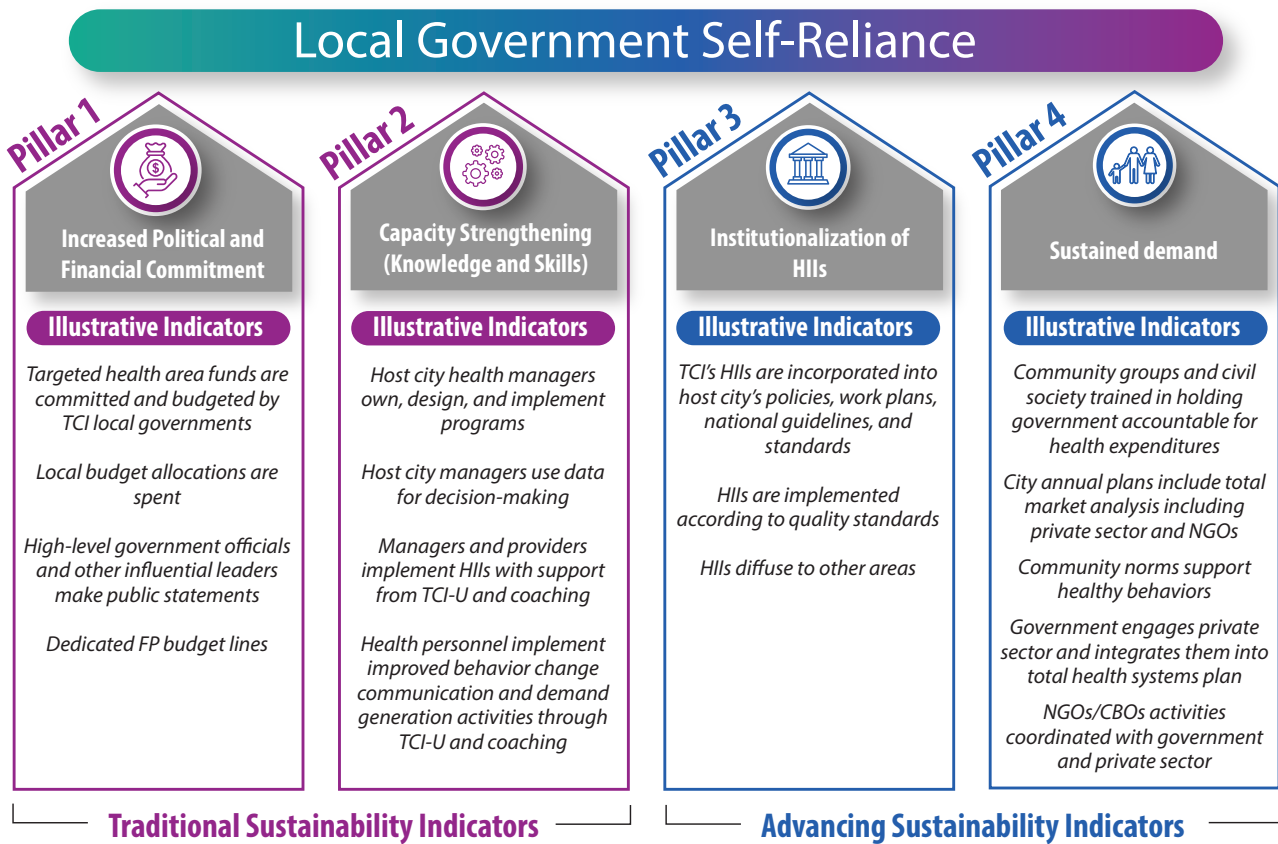 Local Government Self-Reliance
Pillar 1
$
Increased Political and
Financial Commitment
Illustrative Indicators
Targeted health area funds are
committed and budgeted by
TCI local governments
Local budget allocations are
spent
High-level government officials
and other influential leaders
make public statements
Dedicated FP budget lines
Pillar 2
Capacity Strengthening
(Knowledge and Skills)
Illustrative Indicators
Host city health managers
own, design, and implement
programs
Host city managers use data
for decision-making
Managers and providers
implement HIIs with support
from TCI-U and coaching
Health personnel implement
improved behavior change
communication and demand
generation activities through
TCI-U and coaching
Pillar 3
Institutionalization of
HIIs
Illustrative Indicators
TCI's HIIs are incorporated into
host city's policies, work plans,
national guidelines, and
standards
HIIs are implemented
according to quality standards
HIIs diffuse to other areas
Pillar 4
Sustained demand
Illustrative Indicators
Community groups and civil
society trained in holding
government accountable for
health expenditures
City annual plans include total
market analysis including
private sector and NGOs
Community norms support
healthy behaviors
Government engages private
sector and integrates them into
total health systems plan
NGOs/CBOs activities
coordinated with government
and private sector
Traditional Sustainability Indicators
Advancing Sustainability Indicators